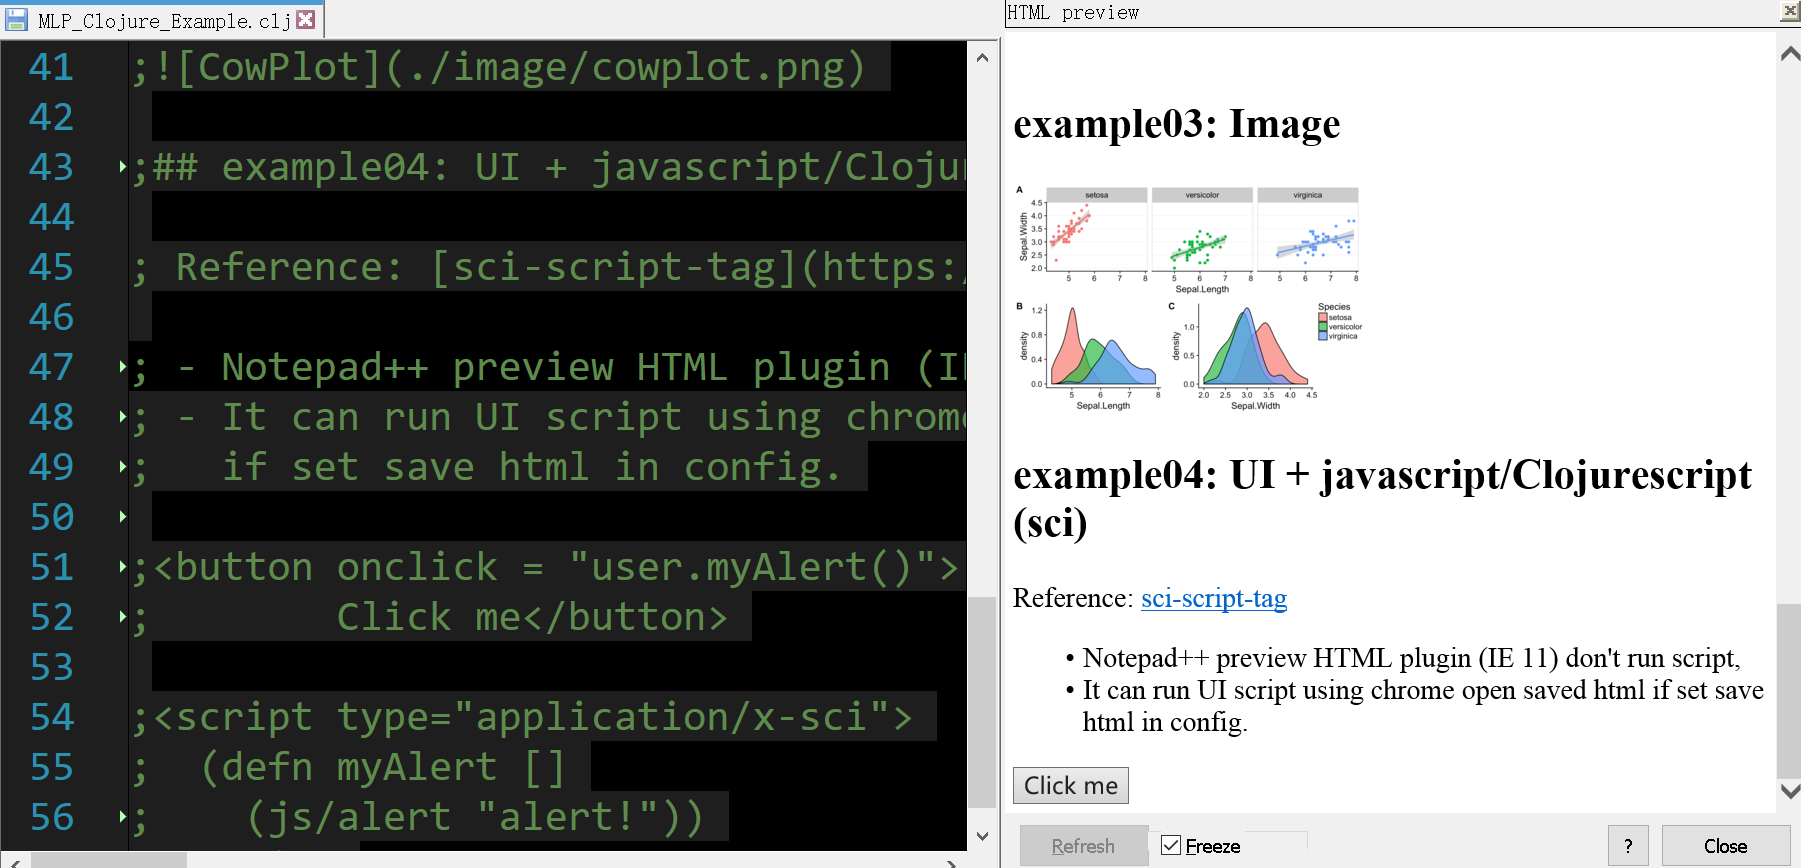 MLP_Clojure_Example.clj
41 ;![CowPlot](./image/cowplot.png)
42
43 ;## example04: UI + javascript/Clojur
44
45 ; Reference: [sci-script-tag](https:/
46
47 ; - Notepad++ preview HTML plugin (IE
48 ; - It can run UI script using chrome
49 ;   if set save html in config.
50
51 ;<button onclick = "user.myAlert()">
52 ;        Click me</button>
53
54 ;<script type="application/x-sci">
55 ;  (defn myAlert []
56 ;    (js/alert "alert!"))
HTML preview
example03: Image
A
setosa versicolor virginica
Sepal.Width
4.5
4.0
3.5
3.0
2.5
2.0
5 6 7 8 5 6 7 8 5 6 7 8
Sepal.Length
B
density
1.2
0.8
0.4
0.0
5 6 7 8
Sepal.Length
C
density
1.0
0.5
0.0
2.0 2.5 3.0 3.5 4.0 4.5
Sepal.Width
Species
setosa
versicolor
virginica
example04: UI + javascript/Clojurescript
(sci)
Reference: sci-script-tag
• Notepad++ preview HTML plugin (IE 11) don't run script,
• It can run UI script using chrome open saved html if set save
html in config.
Click me
Refresh Freeze ? Close